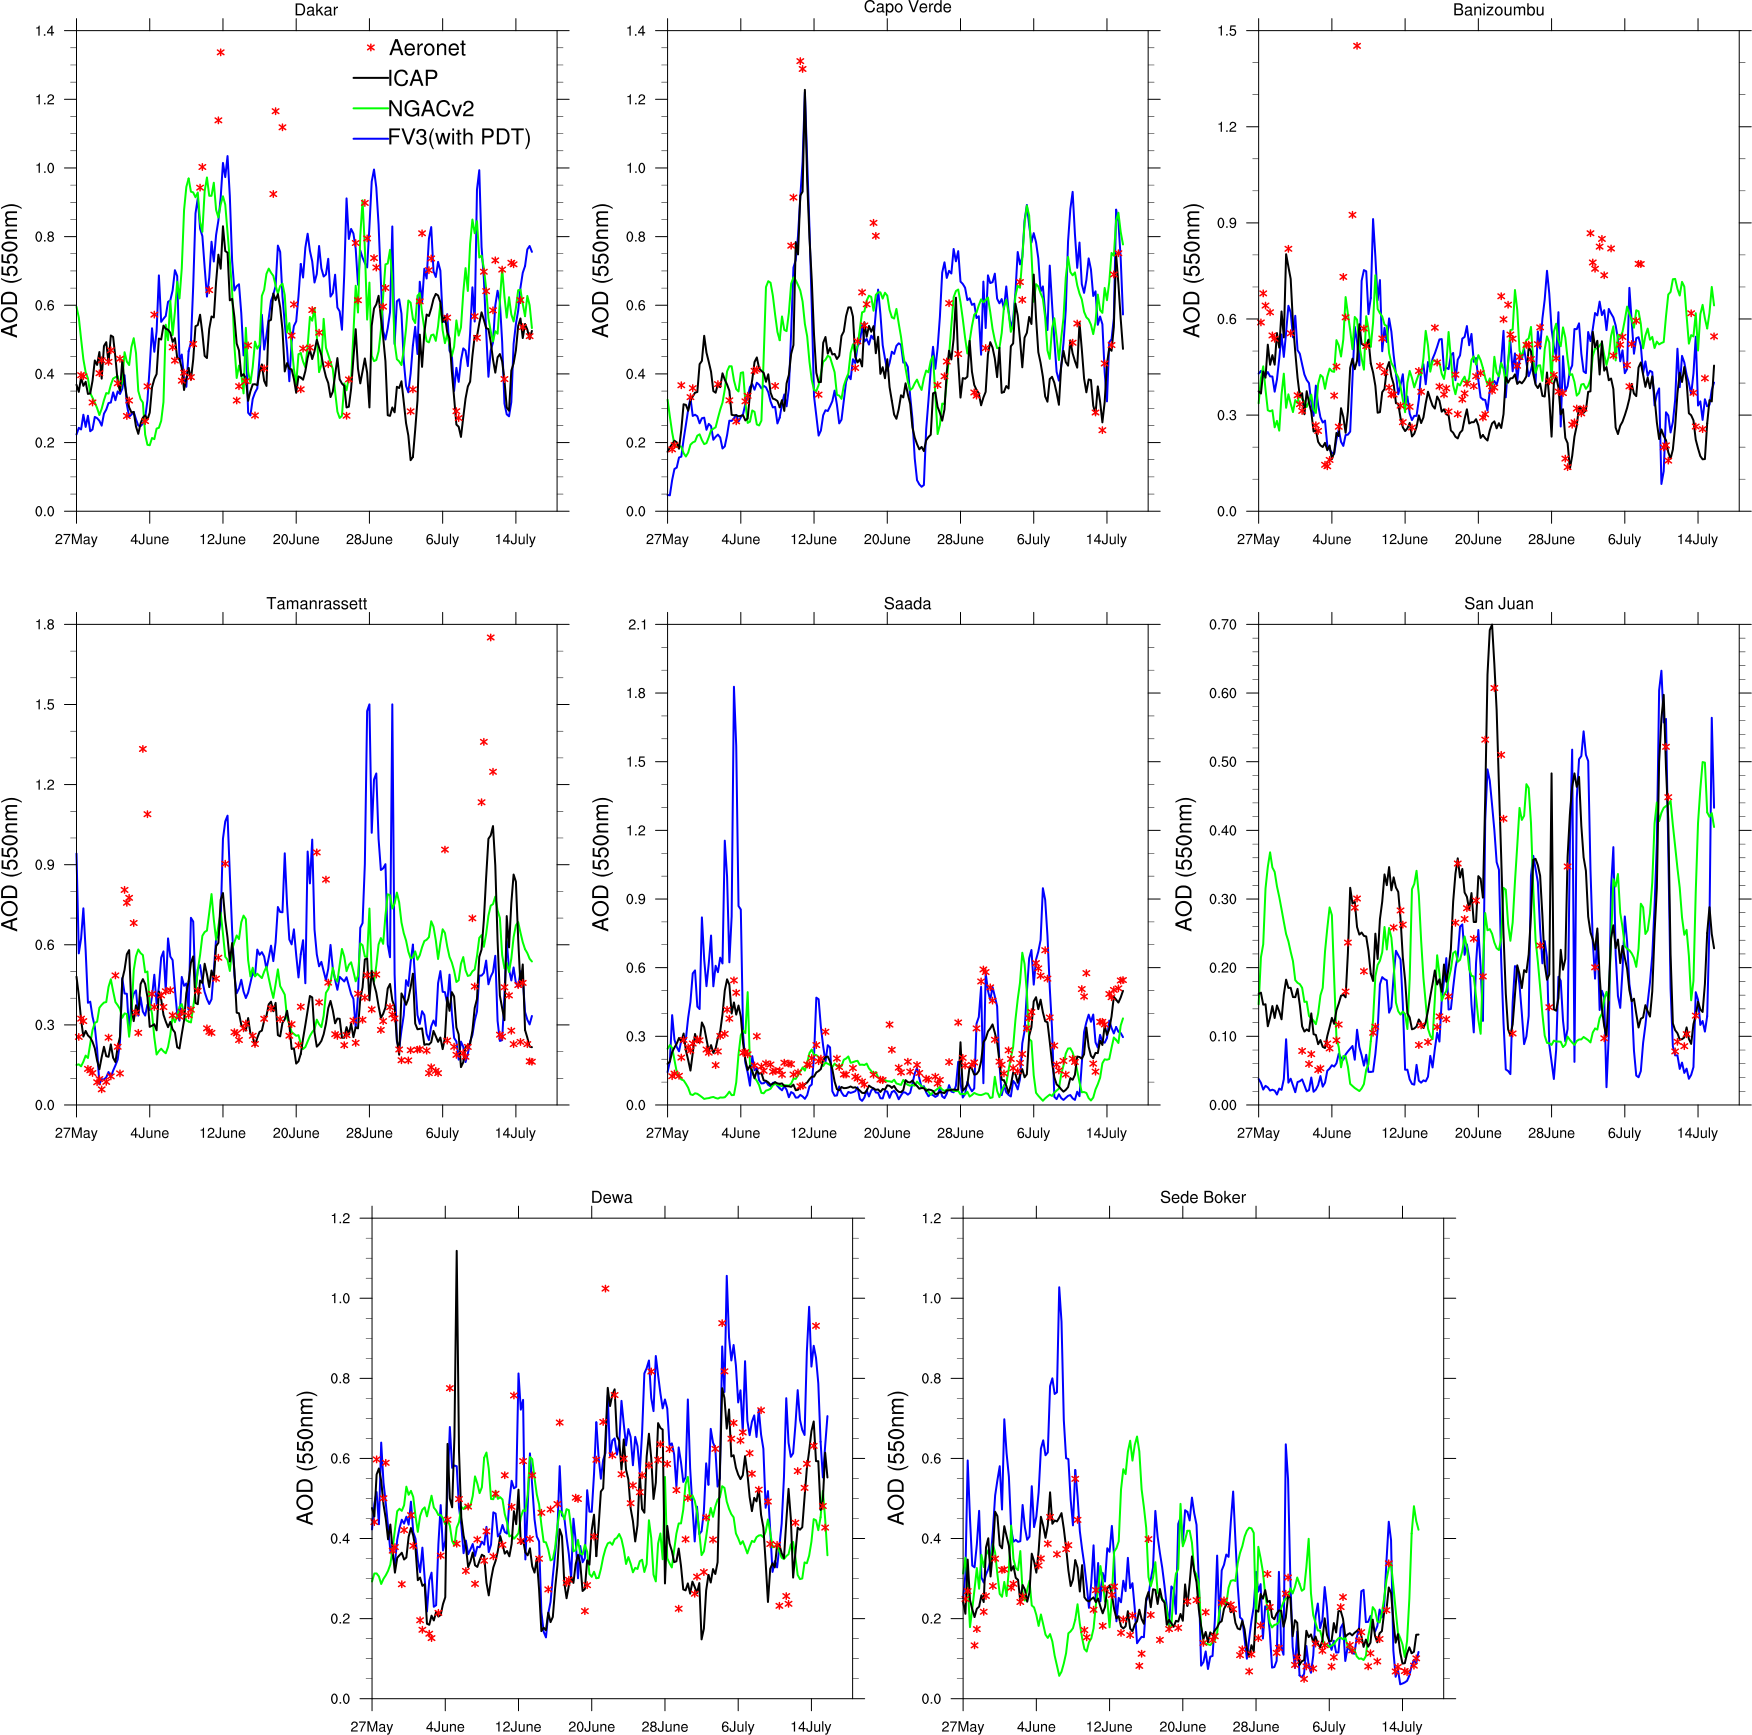 Dakar
Capo Verde
Banizoumbu
Aeronet
ICAP
NGACv2
FV3(with PDT)
AOD (550nm)
1.4
1.2
1.0
0.8
0.6
0.4
0.2
0.0
27May 4June 12June 20June 28June 6July 14July
AOD (550nm)
1.4
1.2
1.0
0.8
0.6
0.4
0.2
0.0
27May 4June 12June 20June 28June 6July 14July
AOD (550nm)
1.5
1.2
0.9
0.6
0.3
0.0
27May 4June 12June 20June 28June 6July 14July
Tamanrassett
AOD (550nm)
1.8
1.5
1.2
0.9
0.6
0.3
0.0
27May 4June 12June 20June 28June 6July 14July
Saada
AOD (550nm)
2.1
1.8
1.5
1.2
0.9
0.6
0.3
0.0
27May 4June 12June 20June 28June 6July 14July
San Juan
AOD (550nm)
0.70
0.60
0.50
0.40
0.30
0.20
0.10
0.00
27May 4June 12June 20June 28June 6July 14July
Dewa
AOD (550nm)
1.2
1.0
0.8
0.6
0.4
0.2
0.0
27May 4June 12June 20June 28June 6July 14July
Sede Boker
AOD (550nm)
1.2
1.0
0.8
0.6
0.4
0.2
0.0
27May 4June 12June 20June 28June 6July 14July